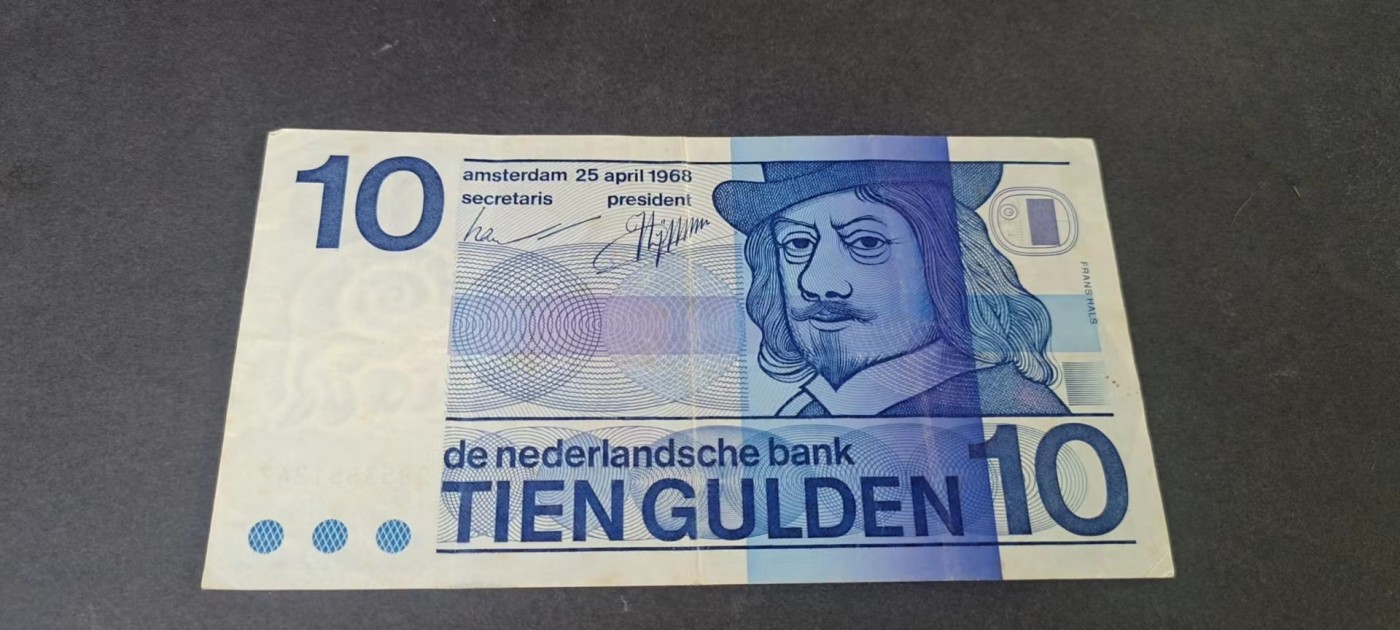 10
amsterdam 25 april 1968
secretaris president
FRANS HALS
de nederlandsche bank
TIEN GULDEN 10